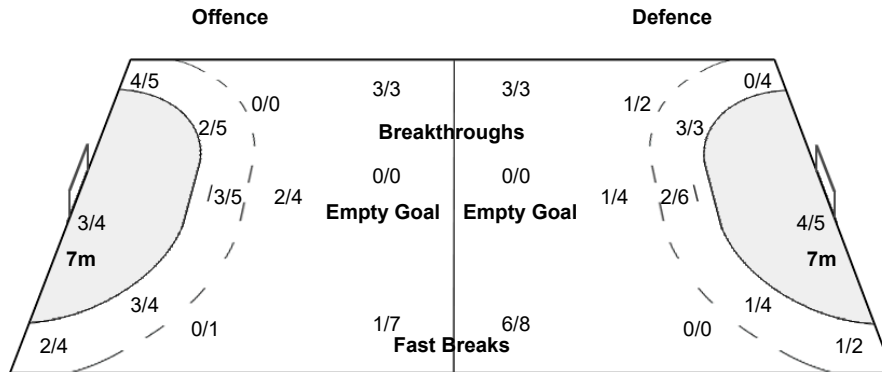 Offence Defence
4/5 3/3 3/3 0/4
0/0 1/2
2/5 Breakthroughs 3/3
0/0 0/0
3/5 2/4 1/4 2/6
Empty Goal Empty Goal
3/4 4/5
7m 7m
3/4 1/4
0/1 1/7 6/8 0/0
2/4 Fast Breaks 1/2